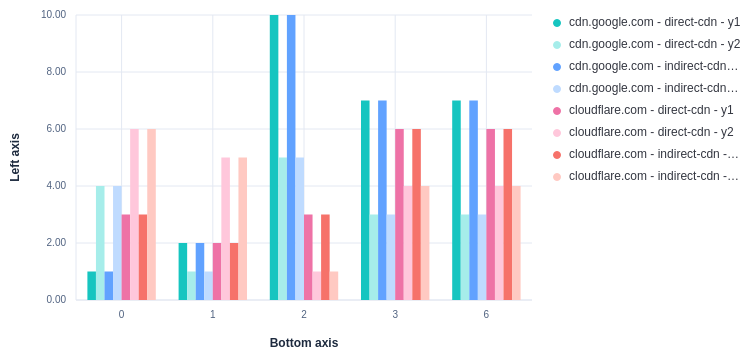 10.00
8.00
6.00
4.00
2.00
0.00
Left axis
0 1 2 3 6
Bottom axis
cdn.google.com - direct-cdn - y1
cdn.google.com - direct-cdn - y2
cdn.google.com - indirect-cdn…
cdn.google.com - indirect-cdn…
cloudflare.com - direct-cdn - y1
cloudflare.com - direct-cdn - y2
cloudflare.com - indirect-cdn -…
cloudflare.com - indirect-cdn -…